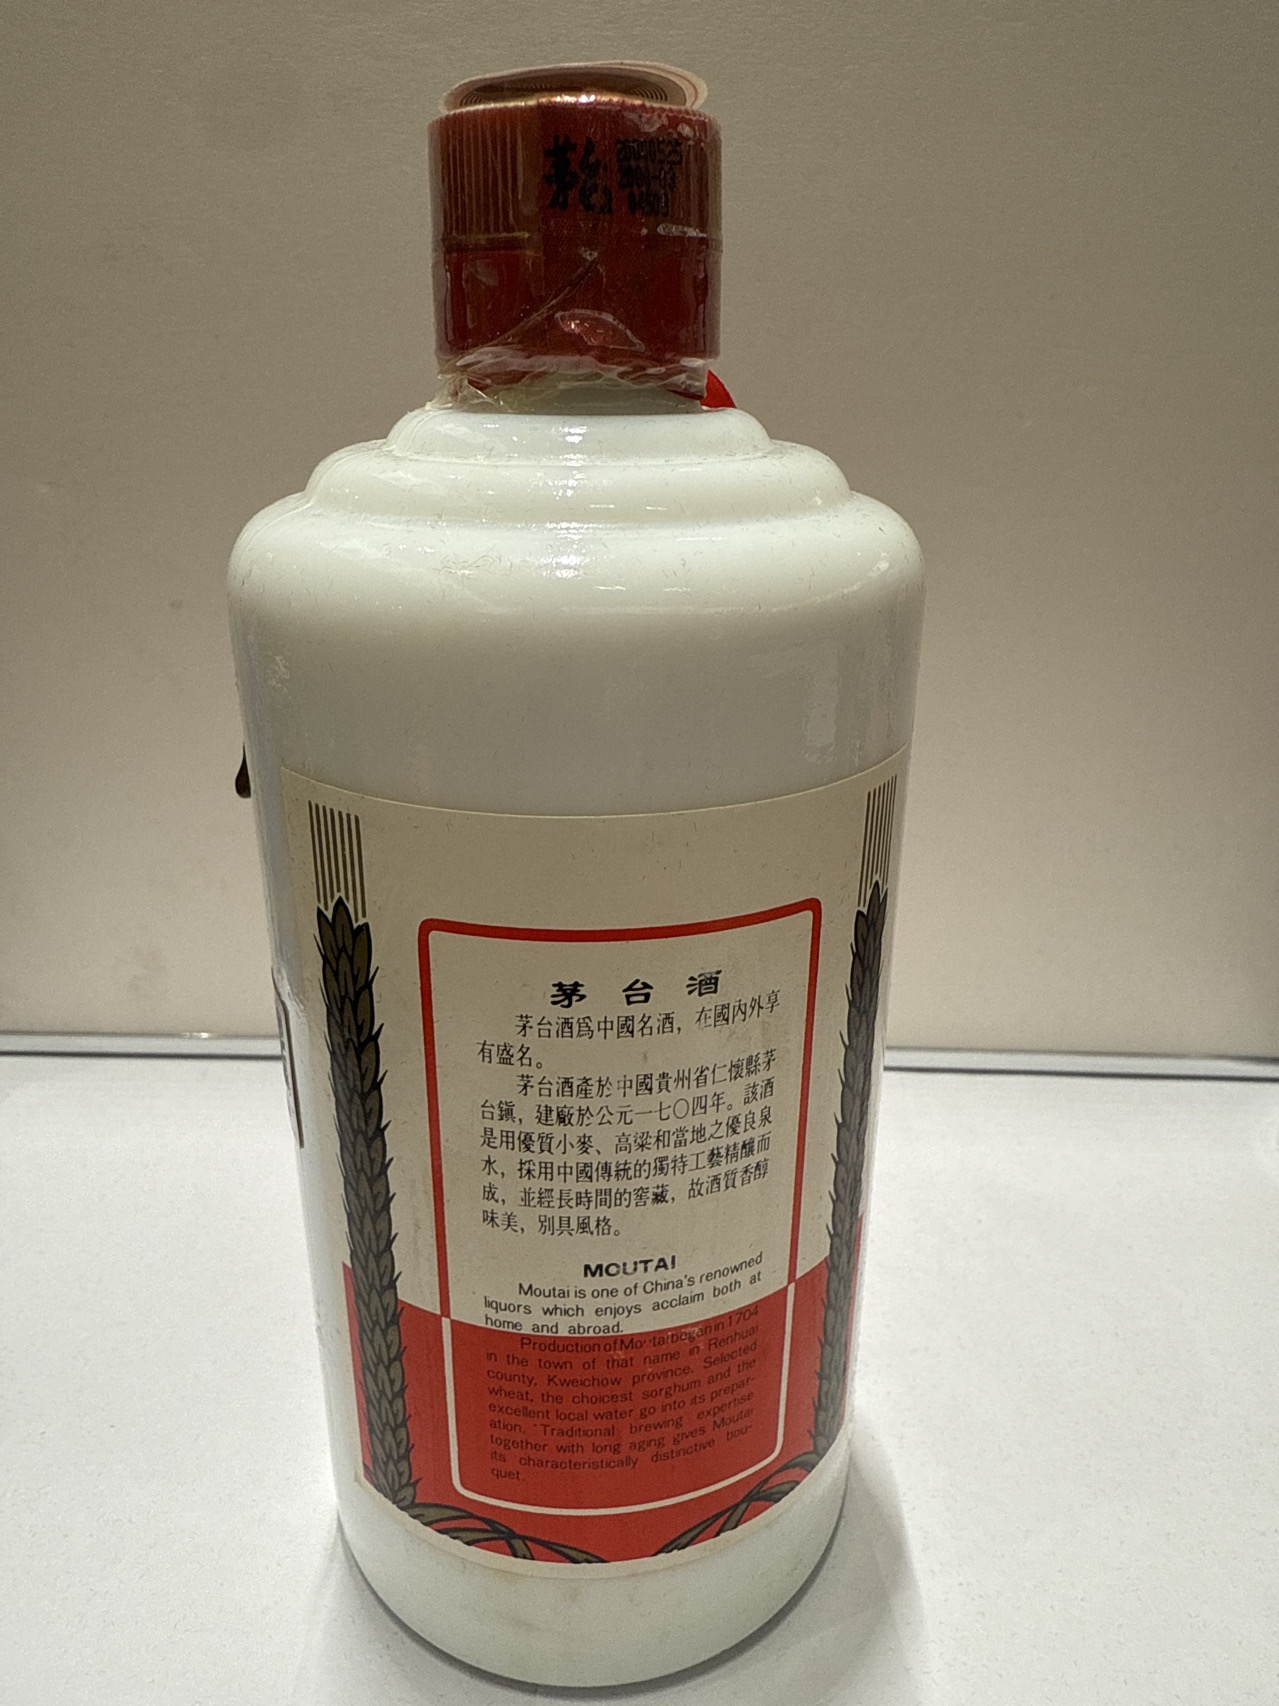 茅台
茅台酒
茅台酒爲中國名酒，在國內外享
有盛名。
茅台酒產於中國貴州省仁懷縣茅
台鎮，建廠於公元一七〇四年。該酒
是用優質小麥、高粱和當地之優良泉
水，採用中國傳統的獨特工藝精釀而
成，並經長時間的窖藏，故酒質香醇
味美，別具風格。
MOUTAI
Moutai is one of China's renowned
liquors which enjoys acclaim both at
home and abroad.
Production of Moutai began in 1704
in the town of that name in Renhuai
county, Kweichow province. Selected
wheat, the choicest sorghum and the
excellent local water go into its prepar-
ation. Traditional brewing expertise
together with long aging gives Moutai
its characteristically distinctive bou-
quet.